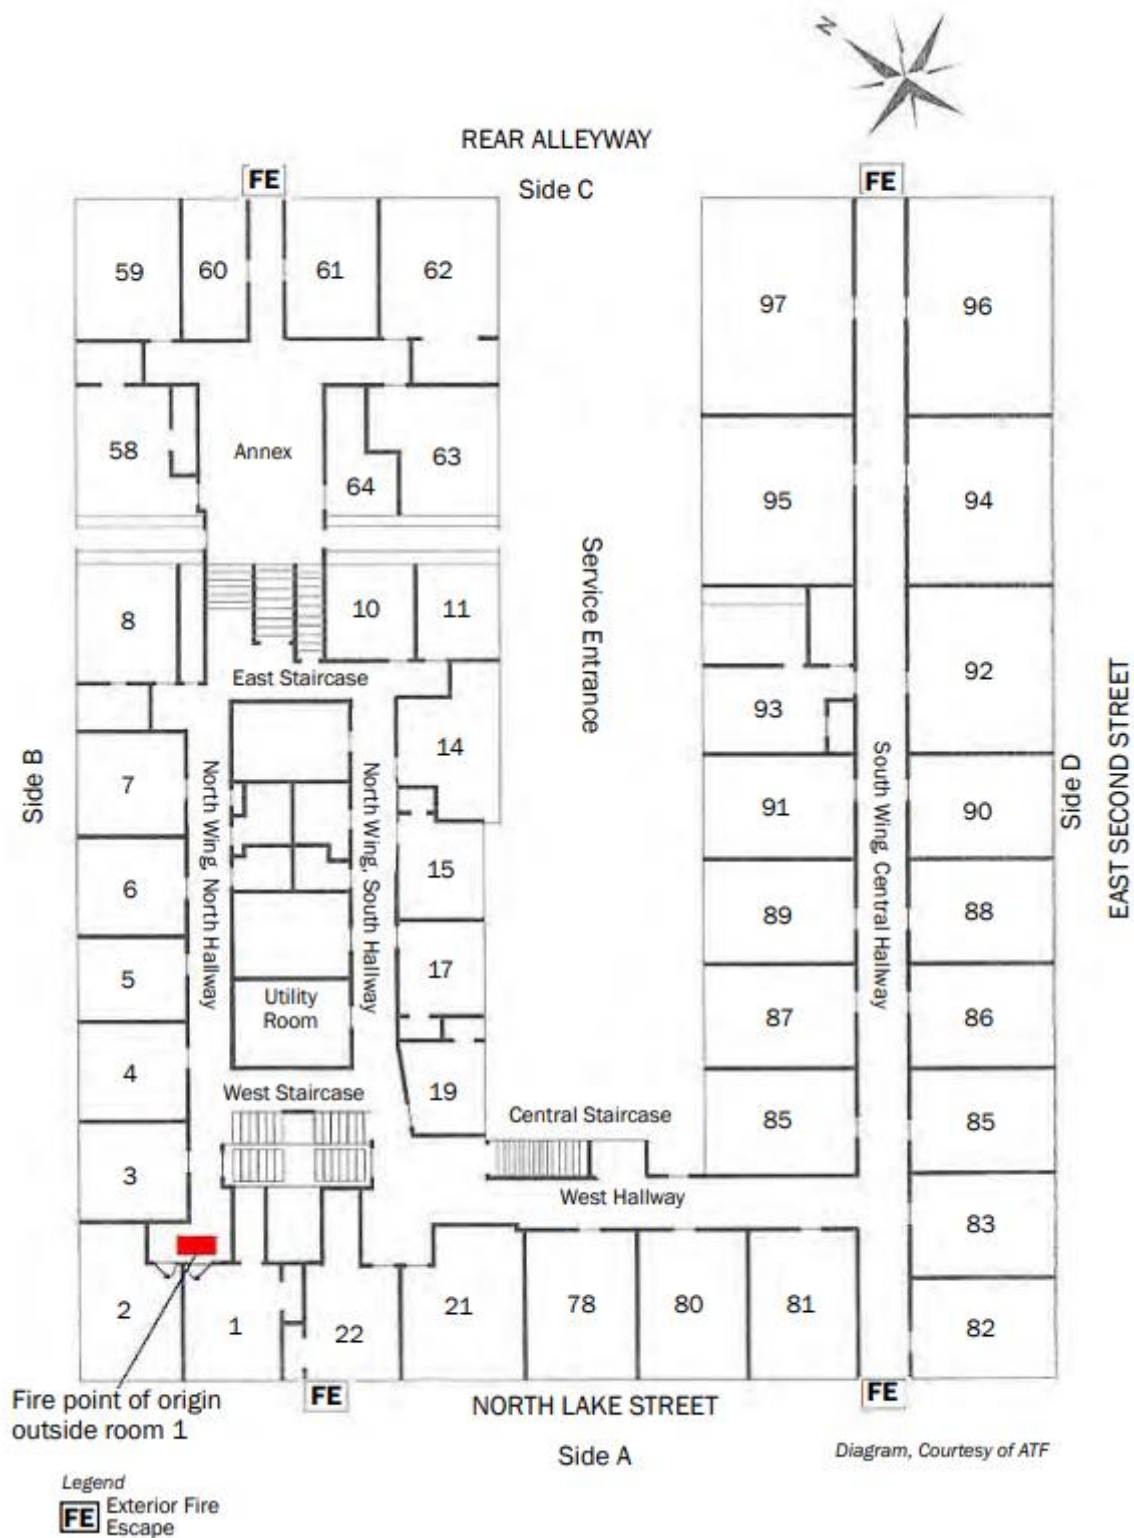 N
REAR ALLEYWAY
FE
Side C
FE
59
60
61
62
97
96
58
Annex
64
63
95
94
Service Entrance
8
10
11
East Staircase
92
93
Side B
7
14
North Wing, North Hallway
North Wing, South Hallway
South Wing, Central Hallway
91
90
Side D
EAST SECOND STREET
6
15
89
88
5
Utility
Room
17
87
86
4
West Staircase
19
Central Staircase
85
85
3
West Hallway
83
2
1
22
21
78
80
81
82
Fire point of origin
outside room 1
FE
NORTH LAKE STREET
FE
Side A
Diagram, Courtesy of ATF
Legend
FE Exterior Fire
Escape